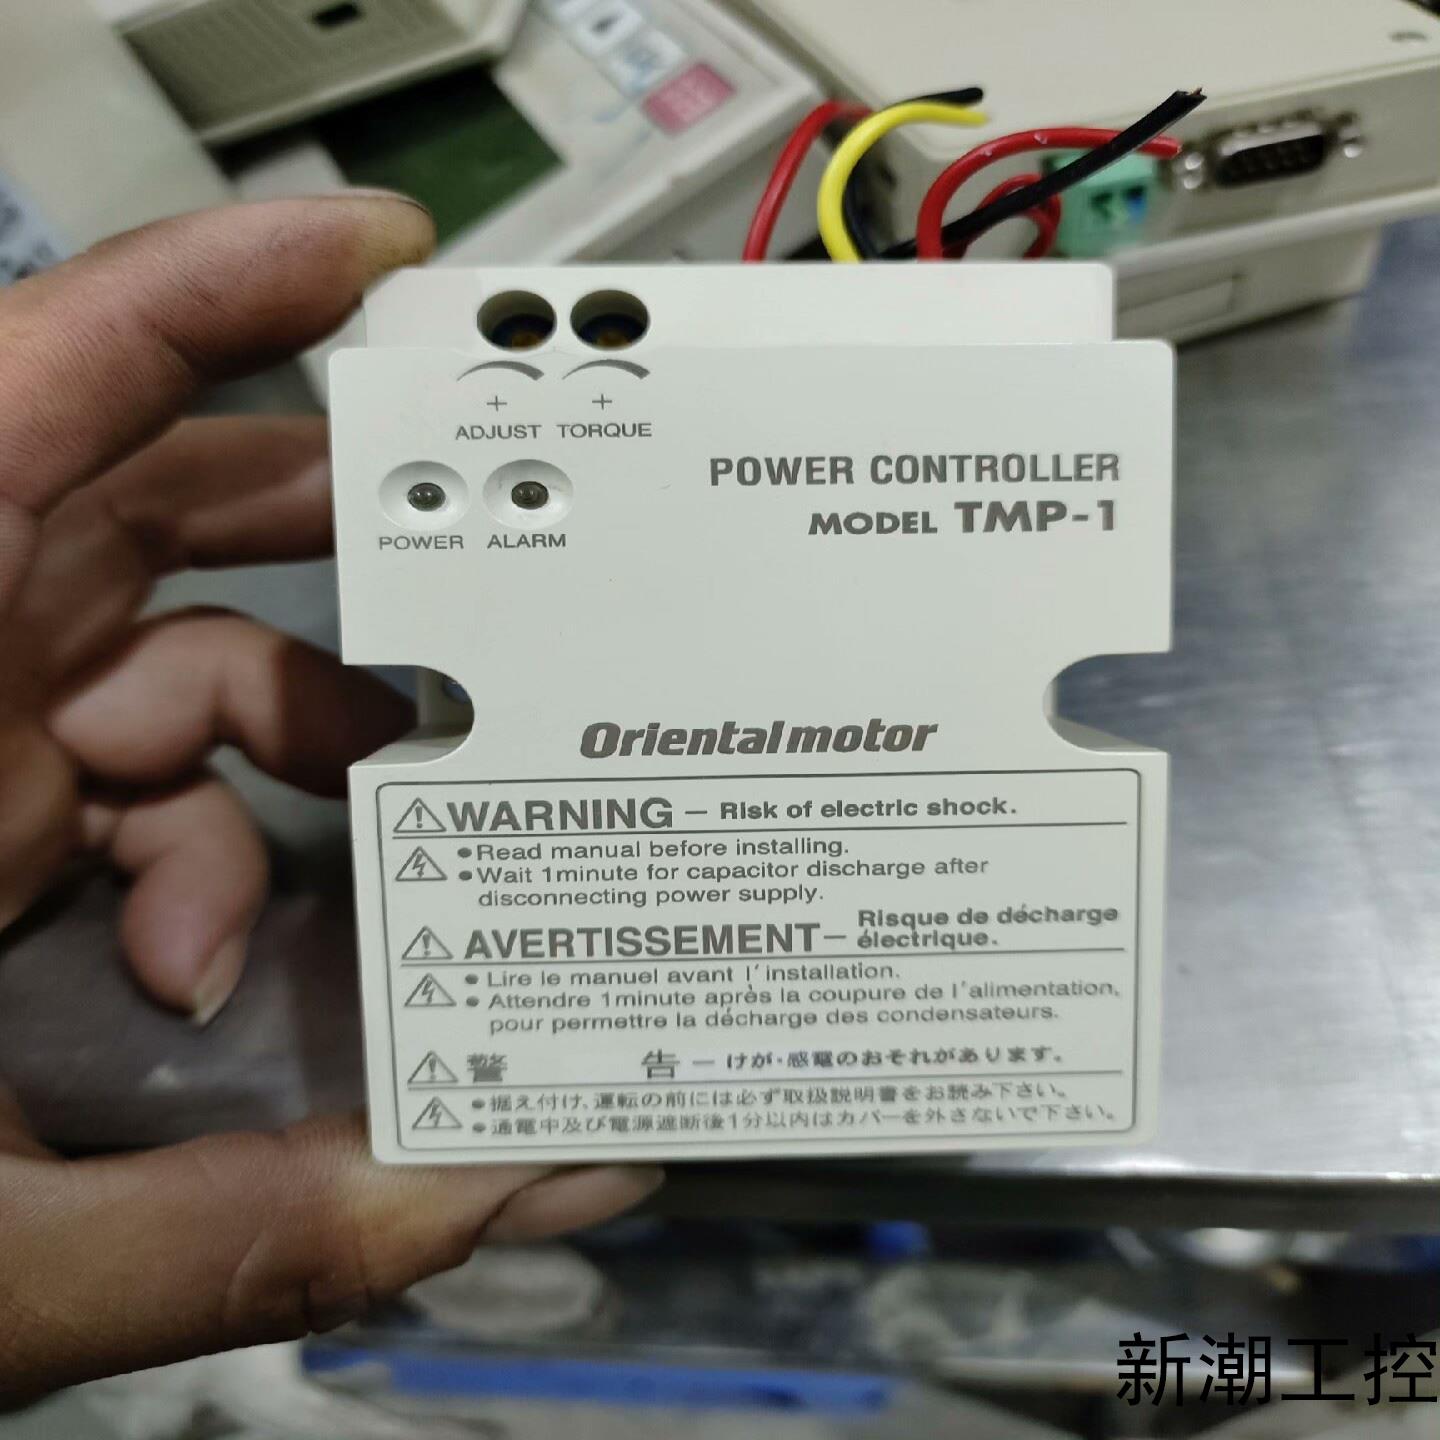 + +
ADJUST TORQUE
POWER CONTROLLER
MODEL TMP-1
POWER ALARM
Orientalmotor
WARNING – Risk of electric shock.
●Read manual before installing.
●Wait 1minute for capacitor discharge after
disconnecting power supply.
AVERTISSEMENT – Risque de décharge
électrique.
● Lire le manuel avant l'installation.
● Attendre 1minute après la coupure de l'alimentation,
pour permettre la décharge des condensateurs.
警 告 – けが・感電のおそれがあります。
●据え付け、運転の前には必ず取扱説明書をお読み下さい。
●通電中及び電源遮断後1分以内はカバーを外さないで下さい。
新潮工控